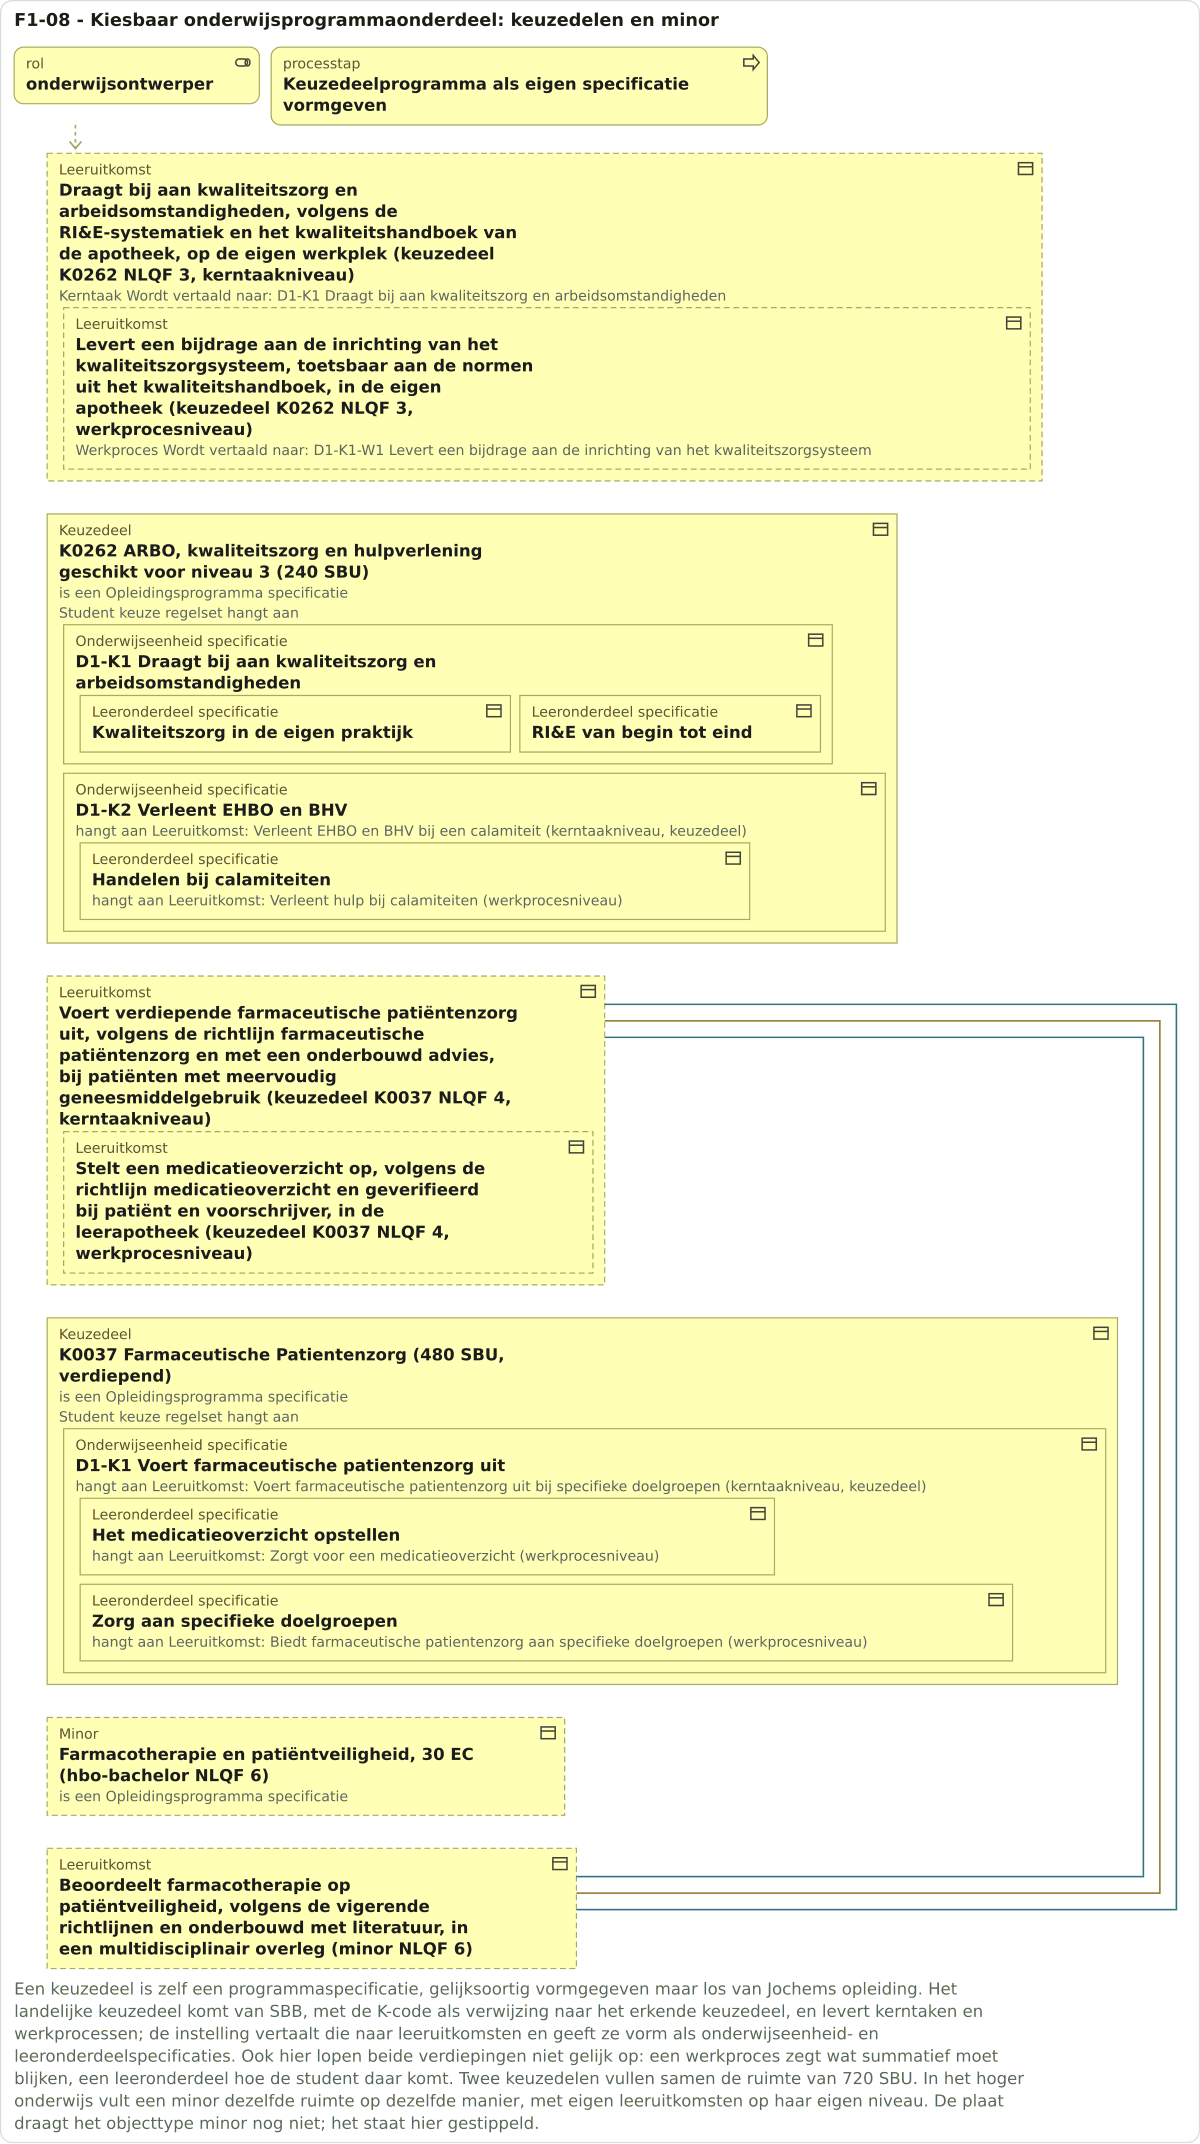 F1-08 - Kiesbaar onderwijsprogrammaonderdeel: keuzedelen en minor
rol
onderwijsontwerper
processtap
Keuzedeelprogramma als eigen specificatie
vormgeven
Leeruitkomst
Draagt bij aan kwaliteitszorg en
arbeidsomstandigheden, volgens de
RI&E-systematiek en het kwaliteitshandboek van
de apotheek, op de eigen werkplek (keuzedeel
K0262 NLQF 3, kerntaakniveau)
Kerntaak Wordt vertaald naar: D1-K1 Draagt bij aan kwaliteitszorg en arbeidsomstandigheden
Leeruitkomst
Levert een bijdrage aan de inrichting van het
kwaliteitszorgsysteem, toetsbaar aan de normen
uit het kwaliteitshandboek, in de eigen
apotheek (keuzedeel K0262 NLQF 3,
werkprocesniveau)
Werkproces Wordt vertaald naar: D1-K1-W1 Levert een bijdrage aan de inrichting van het kwaliteitszorgsysteem
Keuzedeel
K0262 ARBO, kwaliteitszorg en hulpverlening
geschikt voor niveau 3 (240 SBU)
is een Opleidingsprogramma specificatie
Student keuze regelset hangt aan
Onderwijseenheid specificatie
D1-K1 Draagt bij aan kwaliteitszorg en
arbeidsomstandigheden
Leeronderdeel specificatie
Kwaliteitszorg in de eigen praktijk
Leeronderdeel specificatie
RI&E van begin tot eind
Onderwijseenheid specificatie
D1-K2 Verleent EHBO en BHV
hangt aan Leeruitkomst: Verleent EHBO en BHV bij een calamiteit (kerntaakniveau, keuzedeel)
Leeronderdeel specificatie
Handelen bij calamiteiten
hangt aan Leeruitkomst: Verleent hulp bij calamiteiten (werkprocesniveau)
Leeruitkomst
Voert verdiepende farmaceutische patiëntenzorg
uit, volgens de richtlijn farmaceutische
patiëntenzorg en met een onderbouwd advies,
bij patiënten met meervoudig
geneesmiddelgebruik (keuzedeel K0037 NLQF 4,
kerntaakniveau)
Leeruitkomst
Stelt een medicatieoverzicht op, volgens de
richtlijn medicatieoverzicht en geverifieerd
bij patiënt en voorschrijver, in de
leerapotheek (keuzedeel K0037 NLQF 4,
werkprocesniveau)
Keuzedeel
K0037 Farmaceutische Patientenzorg (480 SBU,
verdiepend)
is een Opleidingsprogramma specificatie
Student keuze regelset hangt aan
Onderwijseenheid specificatie
D1-K1 Voert farmaceutische patientenzorg uit
hangt aan Leeruitkomst: Voert farmaceutische patientenzorg uit bij specifieke doelgroepen (kerntaakniveau, keuzedeel)
Leeronderdeel specificatie
Het medicatieoverzicht opstellen
hangt aan Leeruitkomst: Zorgt voor een medicatieoverzicht (werkprocesniveau)
Leeronderdeel specificatie
Zorg aan specifieke doelgroepen
hangt aan Leeruitkomst: Biedt farmaceutische patientenzorg aan specifieke doelgroepen (werkprocesniveau)
Minor
Farmacotherapie en patiëntveiligheid, 30 EC
(hbo-bachelor NLQF 6)
is een Opleidingsprogramma specificatie
Leeruitkomst
Beoordeelt farmacotherapie op
patiëntveiligheid, volgens de vigerende
richtlijnen en onderbouwd met literatuur, in
een multidisciplinair overleg (minor NLQF 6)
Een keuzedeel is zelf een programmaspecificatie, gelijksoortig vormgegeven maar los van Jochems opleiding. Het
landelijke keuzedeel komt van SBB, met de K-code als verwijzing naar het erkende keuzedeel, en levert kerntaken en
werkprocessen; de instelling vertaalt die naar leeruitkomsten en geeft ze vorm als onderwijseenheid- en
leeronderdeelspecificaties. Ook hier lopen beide verdiepingen niet gelijk op: een werkproces zegt wat summatief moet
blijken, een leeronderdeel hoe de student daar komt. Twee keuzedelen vullen samen de ruimte van 720 SBU. In het hoger
onderwijs vult een minor dezelfde ruimte op dezelfde manier, met eigen leeruitkomsten op haar eigen niveau. De plaat
draagt het objecttype minor nog niet; het staat hier gestippeld.